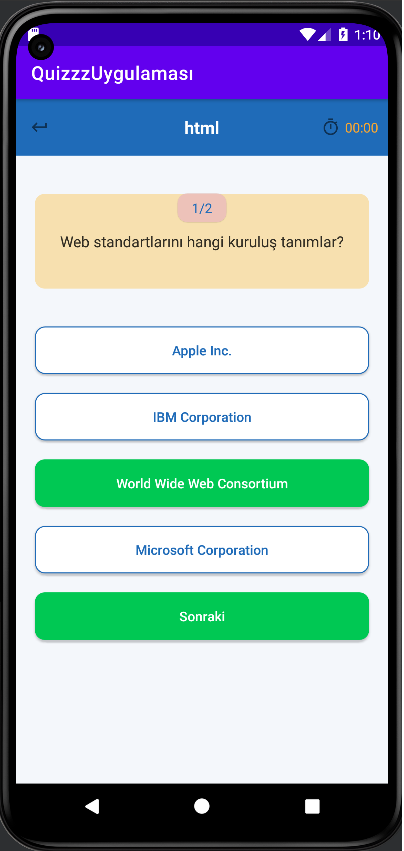 1:10
QuizzzUygulaması
html
00:00
1/2
Web standartlarını hangi kuruluş tanımlar?
Apple Inc.
IBM Corporation
World Wide Web Consortium
Microsoft Corporation
Sonraki